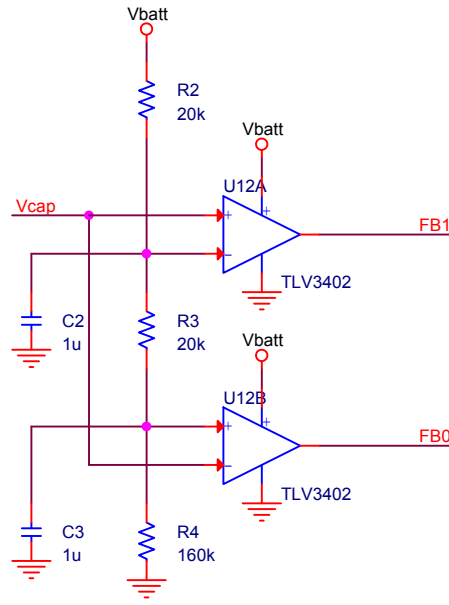 Vbatt
R2
20k
Vbatt
U12A
Vcap
+
+
-
FB1
TLV3402
C2
1u
R3
20k
Vbatt
U12B
+
+
-
FB0
TLV3402
C3
1u
R4
160k